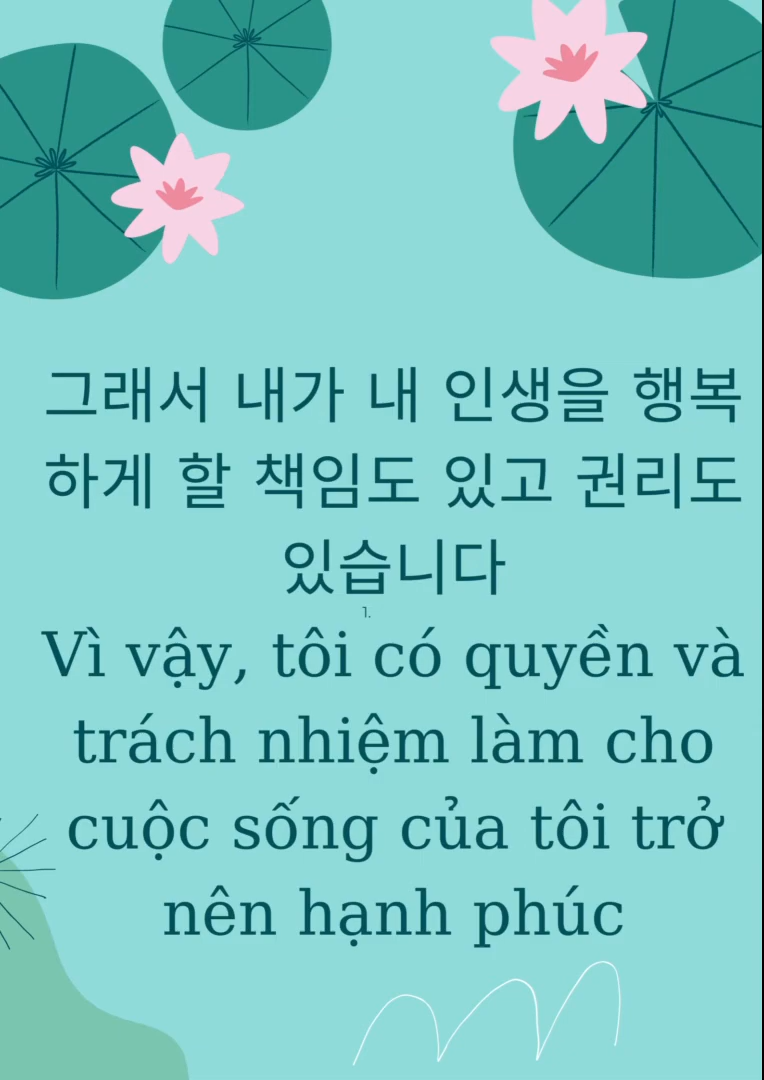 그래서 내가 내 인생을 행복
하게 할 책임도 있고 권리도
있습니다
1.
Vì vậy, tôi có quyền và
trách nhiệm làm cho
cuộc sống của tôi trở
nên hạnh phúc